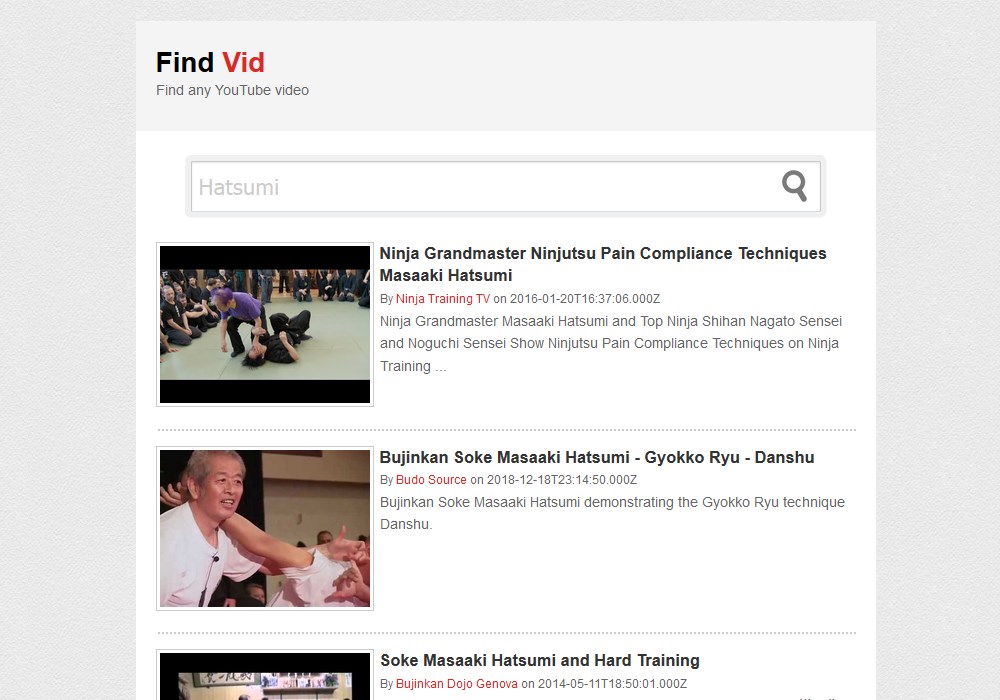 Find Vid
Find any YouTube video
Hatsumi
Ninja Grandmaster Ninjutsu Pain Compliance Techniques
Masaaki Hatsumi
By Ninja Training TV on 2016-01-20T16:37:06.000Z
Ninja Grandmaster Masaaki Hatsumi and Top Ninja Shihan Nagato Sensei
and Noguchi Sensei Show Ninjutsu Pain Compliance Techniques on Ninja
Training ...
Bujinkan Soke Masaaki Hatsumi - Gyokko Ryu - Danshu
By Budo Source on 2018-12-18T23:14:50.000Z
Bujinkan Soke Masaaki Hatsumi demonstrating the Gyokko Ryu technique
Danshu.
Soke Masaaki Hatsumi and Hard Training
By Bujinkan Dojo Genova on 2014-05-11T18:50:01.000Z